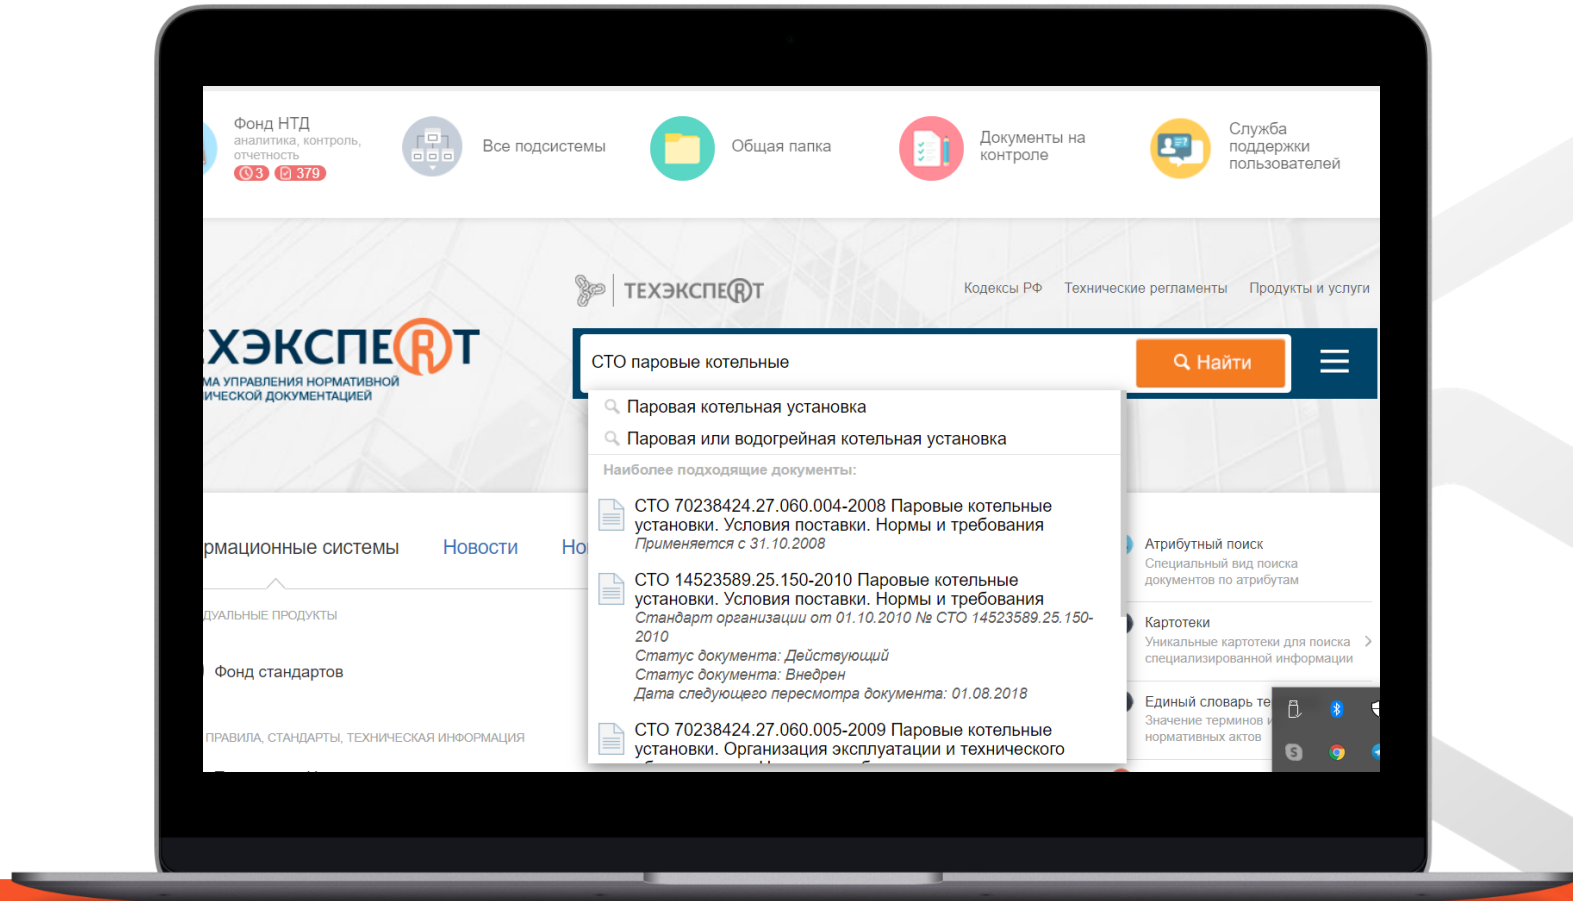 Фонд НТД
аналитика, контроль,
отчетность
3 379
Все подсистемы
Общая папка
Документы на
контроле
Служба
поддержки
пользователей
ТЕХЭКСПЕRТ
Кодексы РФ Технические регламенты Продукты и услуги
ХЭКСПЕRТ
МА УПРАВЛЕНИЯ НОРМАТИВНОЙ
ИЧЕСКОЙ ДОКУМЕНТАЦИЕЙ
СТО паровые котельные
Найти
Паровая котельная установка
Паровая или водогрейная котельная установка
Наиболее подходящие документы:
СТО 70238424.27.060.004-2008 Паровые котельные
установки. Условия поставки. Нормы и требования
Применяется с 31.10.2008
СТО 14523589.25.150-2010 Паровые котельные
установки. Условия поставки. Нормы и требования
Стандарт организации от 01.10.2010 № СТО 14523589.25.150-
2010
Статус документа: Действующий
Статус документа: Внедрен
Дата следующего пересмотра документа: 01.08.2018
СТО 70238424.27.060.005-2009 Паровые котельные
установки. Организация эксплуатации и технического
рмационные системы Новости Но
ДУАЛЬНЫЕ ПРОДУКТЫ
Фонд стандартов
ПРАВИЛА, СТАНДАРТЫ, ТЕХНИЧЕСКАЯ ИНФОРМАЦИЯ
Атрибутный поиск
Специальный вид поиска
документов по атрибутам
Картотеки
Уникальные картотеки для поиска
специализированной информации
Единый словарь те
Значение терминов и
нормативных актов